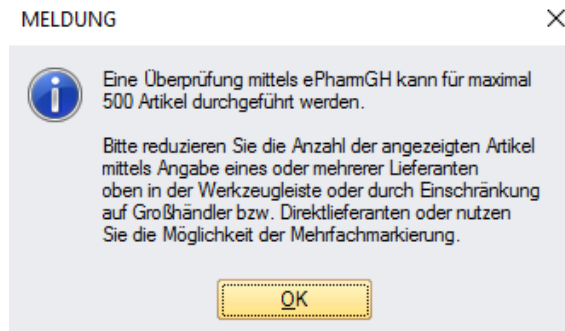 MELDUNG
Eine Überprüfung mittels ePharmGH kann für maximal
500 Artikel durchgeführt werden.
Bitte reduzieren Sie die Anzahl der angezeigten Artikel
mittels Angabe eines oder mehrerer Lieferanten
oben in der Werkzeugleiste oder durch Einschränkung
auf Großhändler bzw. Direktlieferanten oder nutzen
Sie die Möglichkeit der Mehrfachmarkierung.
OK